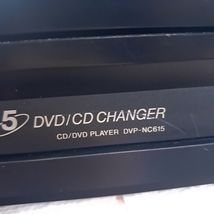 5 DVD/CD CHANGER
CD/DVD PLAYER DVP-NC615